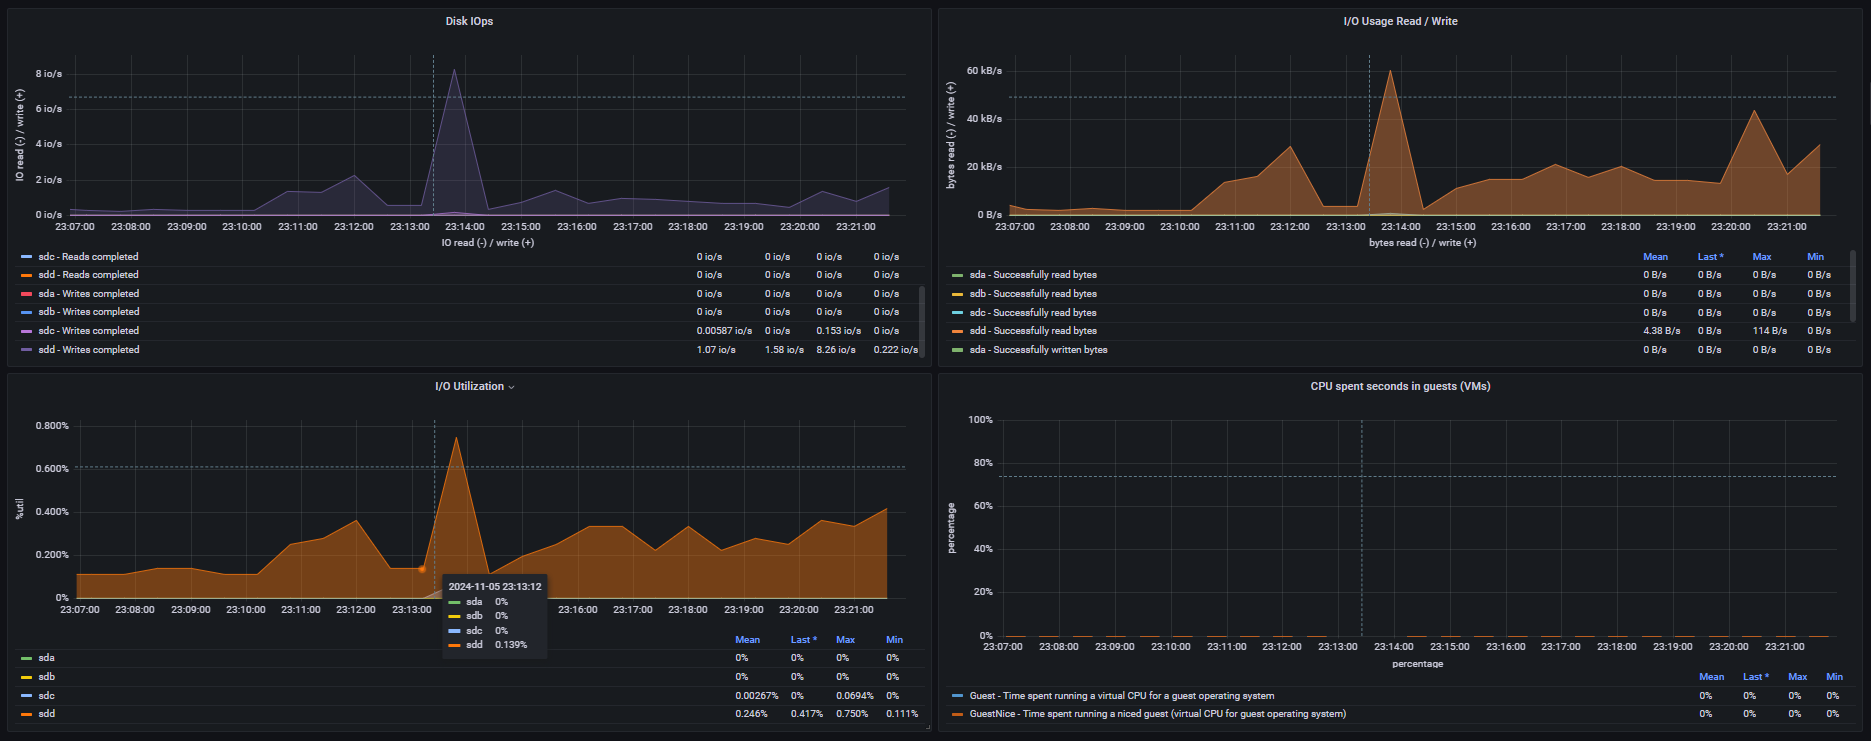 Disk IOps
8 io/s
6 io/s
4 io/s
2 io/s
0 io/s
IO read (-) / write (+)
23:07:00 23:08:00 23:09:00 23:10:00 23:11:00 23:12:00 23:13:00 23:14:00 23:15:00 23:16:00 23:17:00 23:18:00 23:19:00 23:20:00 23:21:00
IO read (-) / write (+)
sdc - Reads completed 0 io/s 0 io/s 0 io/s 0 io/s
sdd - Reads completed 0 io/s 0 io/s 0 io/s 0 io/s
sda - Writes completed 0 io/s 0 io/s 0 io/s 0 io/s
sdb - Writes completed 0 io/s 0 io/s 0 io/s 0 io/s
sdc - Writes completed 0.00587 io/s 0 io/s 0.153 io/s 0 io/s
sdd - Writes completed 1.07 io/s 1.58 io/s 8.26 io/s 0.222 io/s
I/O Usage Read / Write
60 kB/s
40 kB/s
20 kB/s
0 B/s
bytes read (-) / write (+)
23:07:00 23:08:00 23:09:00 23:10:00 23:11:00 23:12:00 23:13:00 23:14:00 23:15:00 23:16:00 23:17:00 23:18:00 23:19:00 23:20:00 23:21:00
bytes read (-) / write (+)
Mean Last * Max Min
sda - Successfully read bytes 0 B/s 0 B/s 0 B/s 0 B/s
sdb - Successfully read bytes 0 B/s 0 B/s 0 B/s 0 B/s
sdc - Successfully read bytes 0 B/s 0 B/s 0 B/s 0 B/s
sdd - Successfully read bytes 4.38 B/s 0 B/s 114 B/s 0 B/s
sda - Successfully written bytes 0 B/s 0 B/s 0 B/s 0 B/s
I/O Utilization
0.800%
0.600%
0.400%
0.200%
0%
%util
23:07:00 23:08:00 23:09:00 23:10:00 23:11:00 23:12:00 23:13:00 23:16:00 23:17:00 23:18:00 23:19:00 23:20:00 23:21:00
2024-11-05 23:13:12
sda 0%
sdb 0%
sdc 0%
sdd 0.139%
Mean Last * Max Min
sda 0% 0% 0% 0%
sdb 0% 0% 0% 0%
sdc 0.00267% 0% 0.0694% 0%
sdd 0.246% 0.417% 0.750% 0.111%
CPU spent seconds in guests (VMs)
100%
80%
60%
40%
20%
0%
percentage
23:07:00 23:08:00 23:09:00 23:10:00 23:11:00 23:12:00 23:13:00 23:14:00 23:15:00 23:16:00 23:17:00 23:18:00 23:19:00 23:20:00 23:21:00
percentage
Mean Last * Max Min
Guest - Time spent running a virtual CPU for a guest operating system 0% 0% 0% 0%
GuestNice - Time spent running a niced guest (virtual CPU for guest operating system) 0% 0% 0% 0%